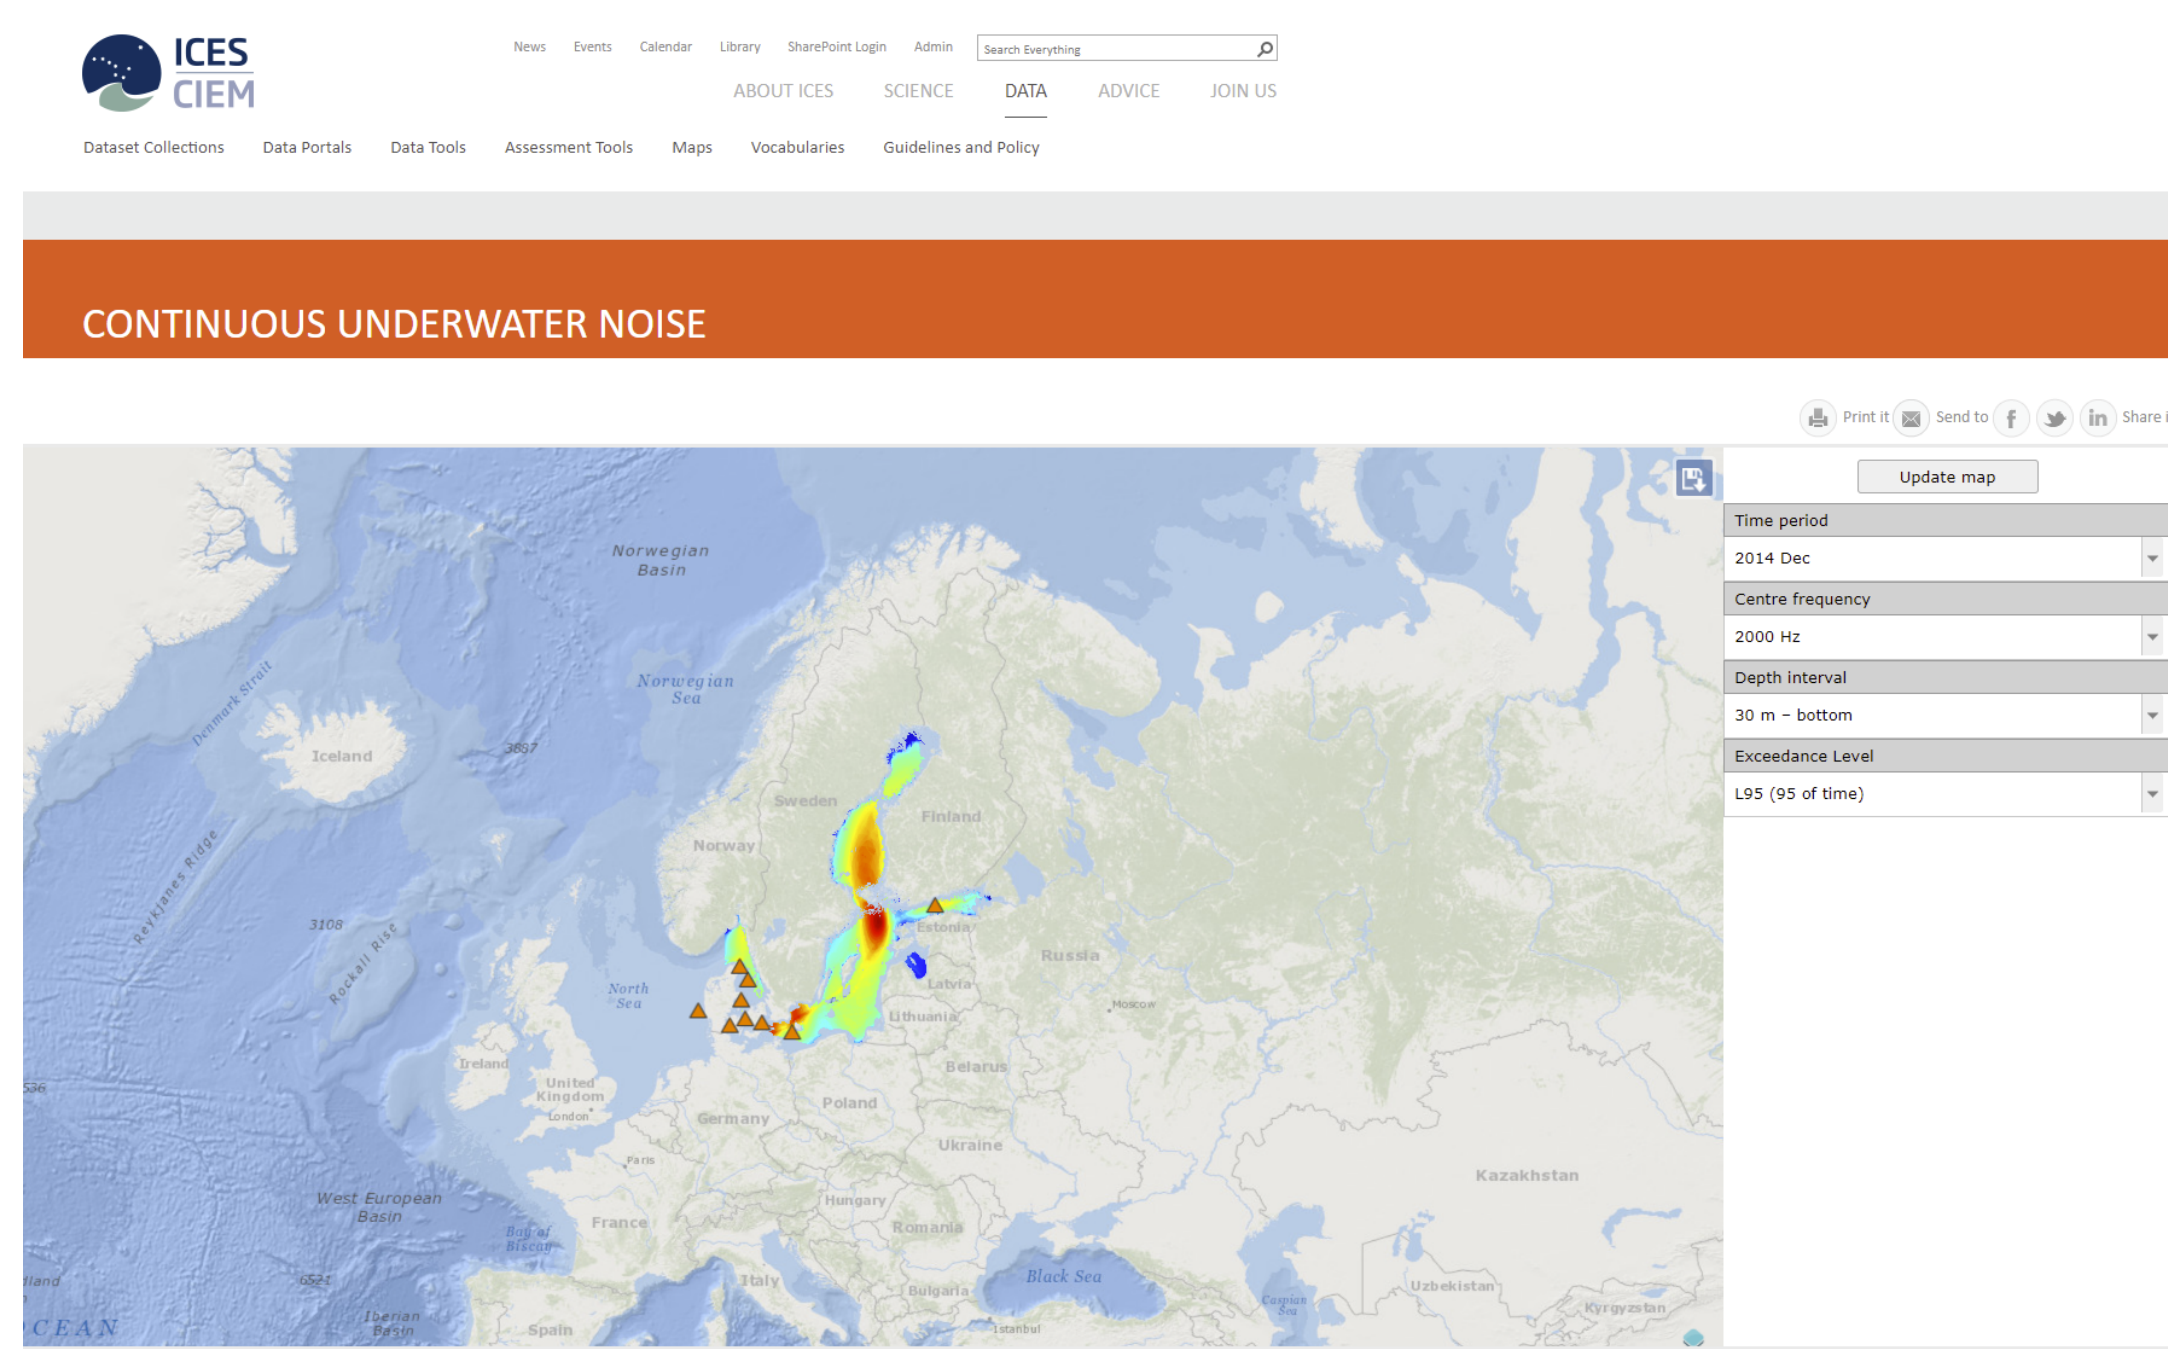 ICES
CIEM
News Events Calendar Library SharePoint Login Admin Search Everything
ABOUT ICES SCIENCE DATA ADVICE JOIN US
Dataset Collections Data Portals Data Tools Assessment Tools Maps Vocabularies Guidelines and Policy
CONTINUOUS UNDERWATER NOISE
Print it Send to Share i
Update map
Time period
2014 Dec
Centre frequency
2000 Hz
Depth interval
30 m – bottom
Exceedance Level
L95 (95 of time)
Norwegian
Basin
Denmark Strait
Norwegian
Sea
Iceland
3887
Sweden
Finland
Norway
Reykjanes Ridge
3108
Rockall Rise
Estonia
Russia
North
Sea
Latvia
Moscow
Lithuania
Ireland
Belarus
536
United
Kingdom
London
Poland
Germany
Ukraine
Paris
Kazakhstan
West European
Basin
Hungary
France
Romania
Bay of
Biscay
6521
Italy
Black Sea
Bulgaria
Uzbekistan
Caspian
Sea
Kyrgyzstan
Iberian
Basin
CEAN
Spain
Istanbul